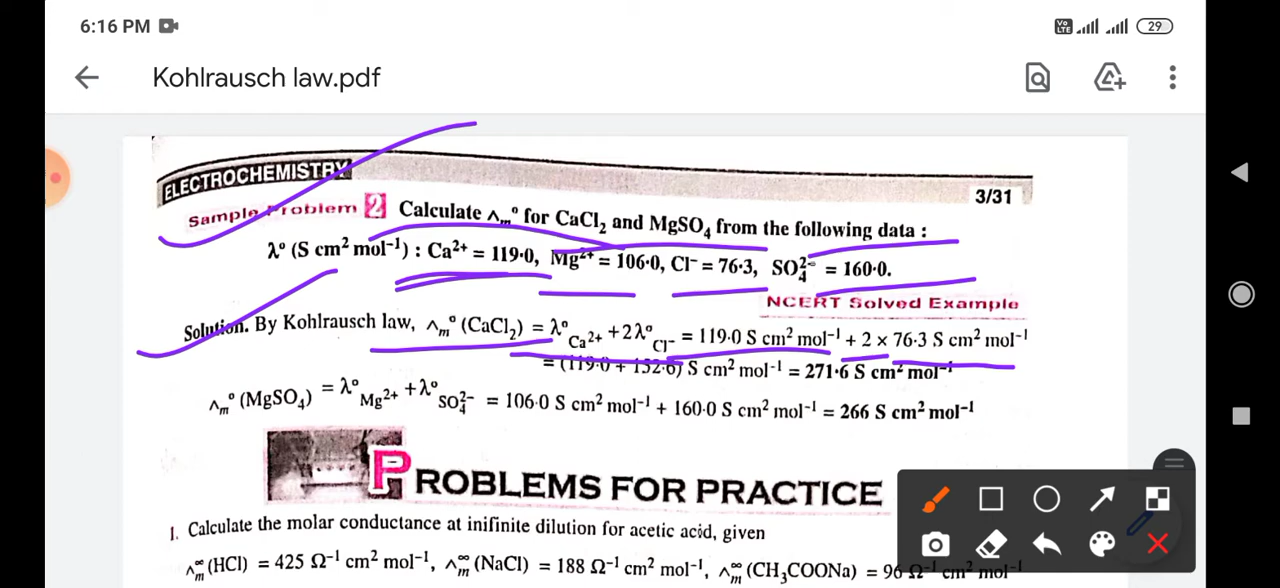 6:16 PM
Vo LTE 29
Kohlrausch law.pdf
ELECTROCHEMISTRY
3/31
Sample Problem 2 Calculate ∧ₘ° for CaCl₂ and MgSO₄ from the following data :
λ° (S cm² mol⁻¹) : Ca²⁺ = 119·0, Mg²⁺ = 106·0, Cl⁻ = 76·3, SO₄²⁻ = 160·0.
NCERT Solved Example
Solution. By Kohlrausch law, ∧ₘ° (CaCl₂) = λ° Ca²⁺ + 2λ° Cl⁻ = 119·0 S cm² mol⁻¹ + 2 × 76·3 S cm² mol⁻¹
= (119·0 + 152·6) S cm² mol⁻¹ = 271·6 S cm² mol⁻¹
∧ₘ° (MgSO₄) = λ° Mg²⁺ + λ° SO₄²⁻ = 106·0 S cm² mol⁻¹ + 160·0 S cm² mol⁻¹ = 266 S cm² mol⁻¹
PROBLEMS FOR PRACTICE
1. Calculate the molar conductance at inifinite dilution for acetic acid, given
∧ₘ∞ (HCl) = 425 Ω⁻¹ cm² mol⁻¹, ∧ₘ∞ (NaCl) = 188 Ω⁻¹ cm² mol⁻¹, ∧ₘ∞ (CH₃COONa) = 96 Ω⁻¹ cm² mol⁻¹